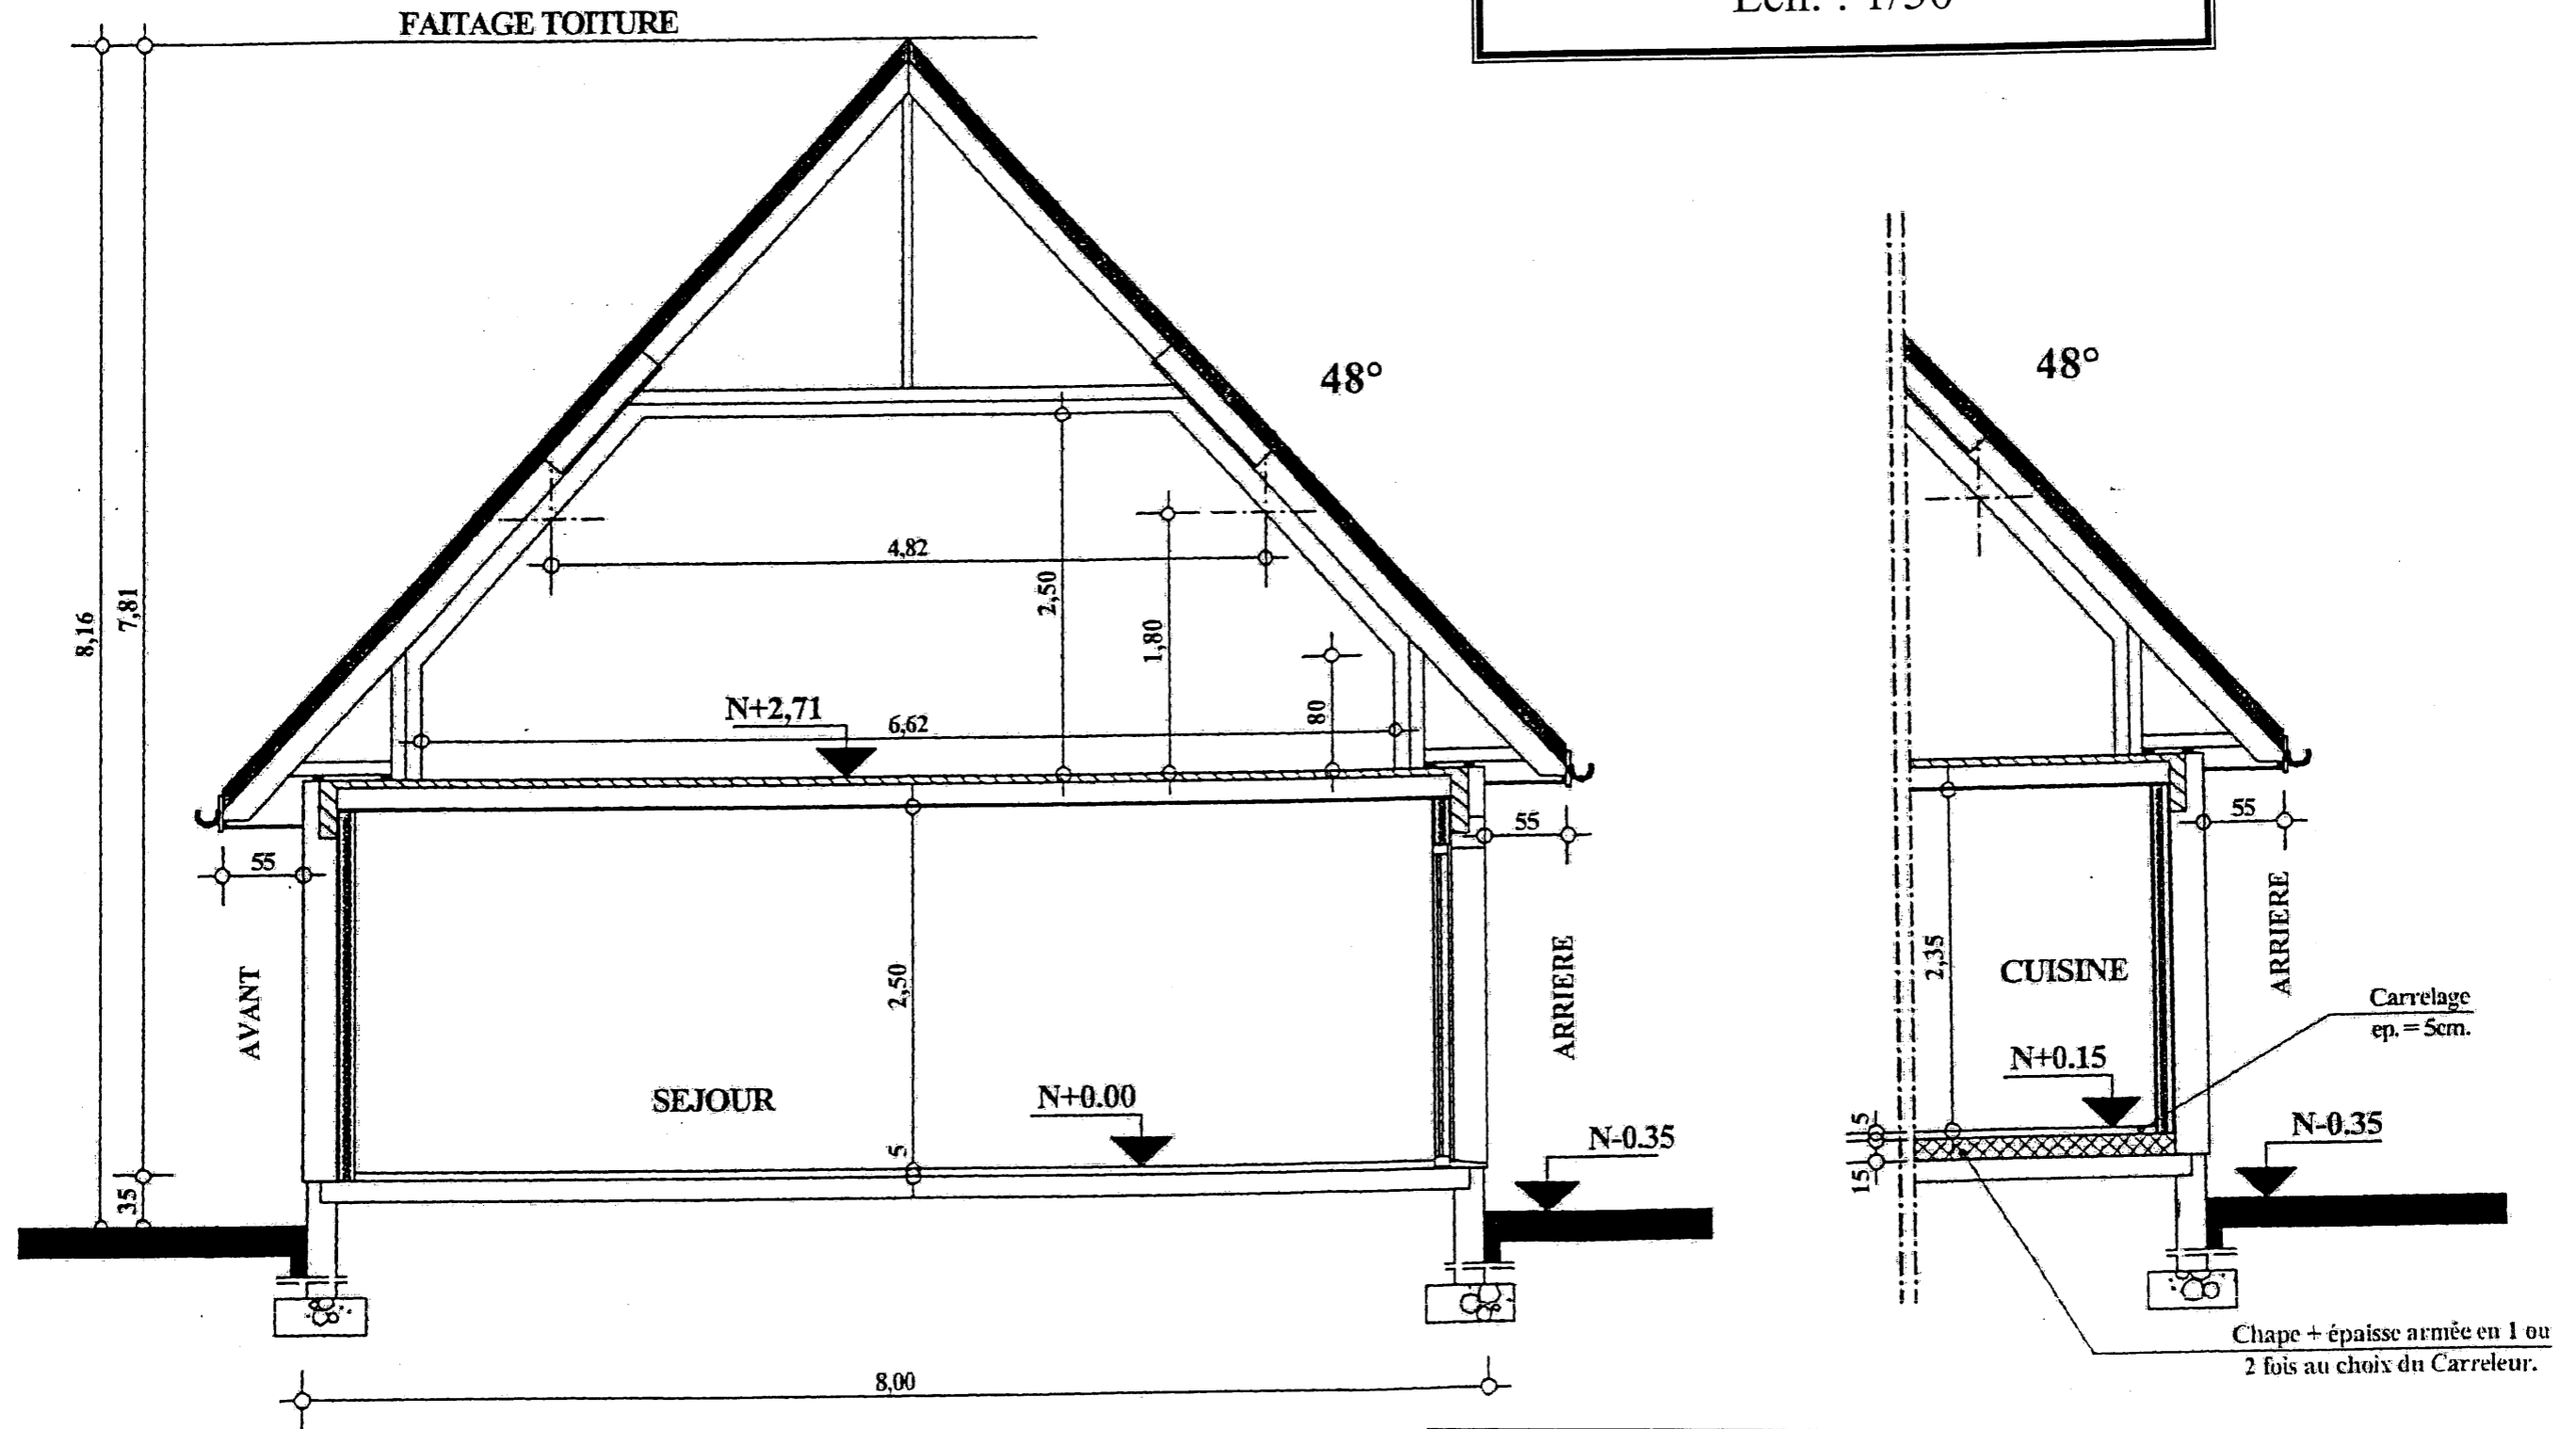 FAITAGE TOITURE
48°
48°
4,82
2,50
1,80
80
8,16
7,81
N+2,71
6,62
55
55
55
AVANT
ARRIERE
ARRIERE
2,50
2,35
CUISINE
Carrelage
ep. = 5cm.
SEJOUR
N+0.00
N+0.15
5
5
15
N-0.35
N-0.35
35
Chape + épaisse armée en 1 ou
2 fois au choix du Carreleur.
8,00